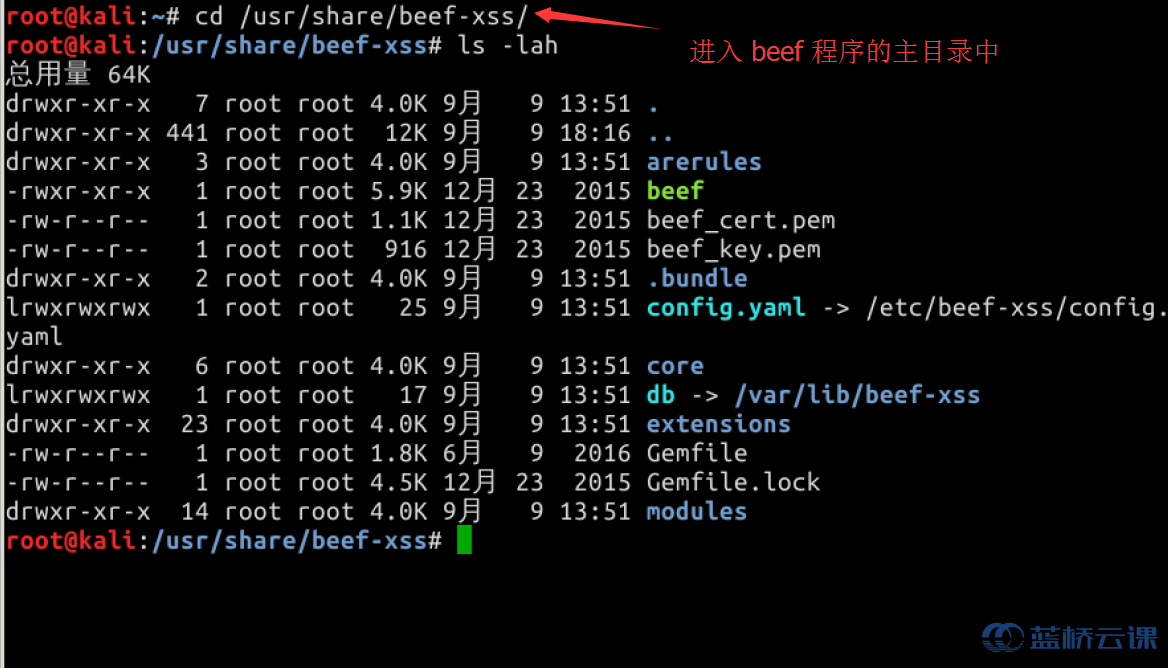 root@kali:~# cd /usr/share/beef-xss/
root@kali:/usr/share/beef-xss# ls -lah
进入 beef 程序的主目录中
总用量 64K
drwxr-xr-x   7 root root 4.0K 9月   9 13:51 .
drwxr-xr-x 441 root root  12K 9月   9 18:16 ..
drwxr-xr-x   3 root root 4.0K 9月   9 13:51 arerules
-rwxr-xr-x   1 root root 5.9K 12月 23  2015 beef
-rw-r--r--   1 root root 1.1K 12月 23  2015 beef_cert.pem
-rw-r--r--   1 root root  916 12月 23  2015 beef_key.pem
drwxr-xr-x   2 root root 4.0K 9月   9 13:51 .bundle
lrwxrwxrwx   1 root root   25 9月   9 13:51 config.yaml -> /etc/beef-xss/config.
yaml
drwxr-xr-x   6 root root 4.0K 9月   9 13:51 core
lrwxrwxrwx   1 root root   17 9月   9 13:51 db -> /var/lib/beef-xss
drwxr-xr-x  23 root root 4.0K 9月   9 13:51 extensions
-rw-r--r--   1 root root 1.8K 6月   9  2016 Gemfile
-rw-r--r--   1 root root 4.5K 12月 23  2015 Gemfile.lock
drwxr-xr-x  14 root root 4.0K 9月   9 13:51 modules
root@kali:/usr/share/beef-xss#
蓝桥云课